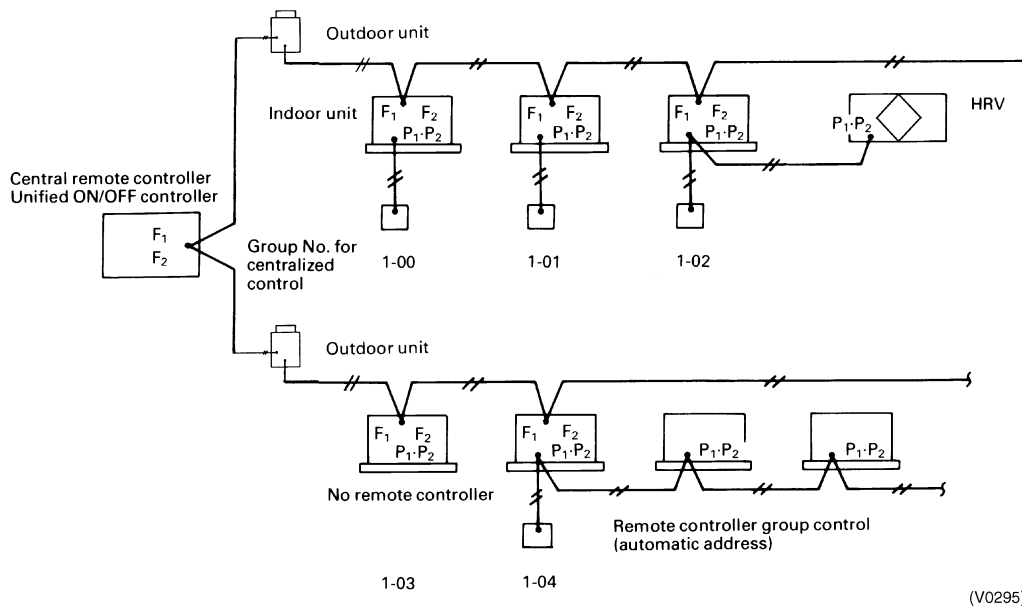 Outdoor unit
Indoor unit
F₁ F₂
P₁·P₂
F₁ F₂
P₁·P₂
F₁ F₂
P₁·P₂
P₁·P₂
HRV
Central remote controller
Unified ON/OFF controller
F₁
F₂
Group No. for
centralized
control
1-00
1-01
1-02
Outdoor unit
F₁ F₂
P₁·P₂
F₁ F₂
P₁·P₂
P₁·P₂
P₁·P₂
No remote controller
Remote controller group control
(automatic address)
1-03
1-04
(V0295)